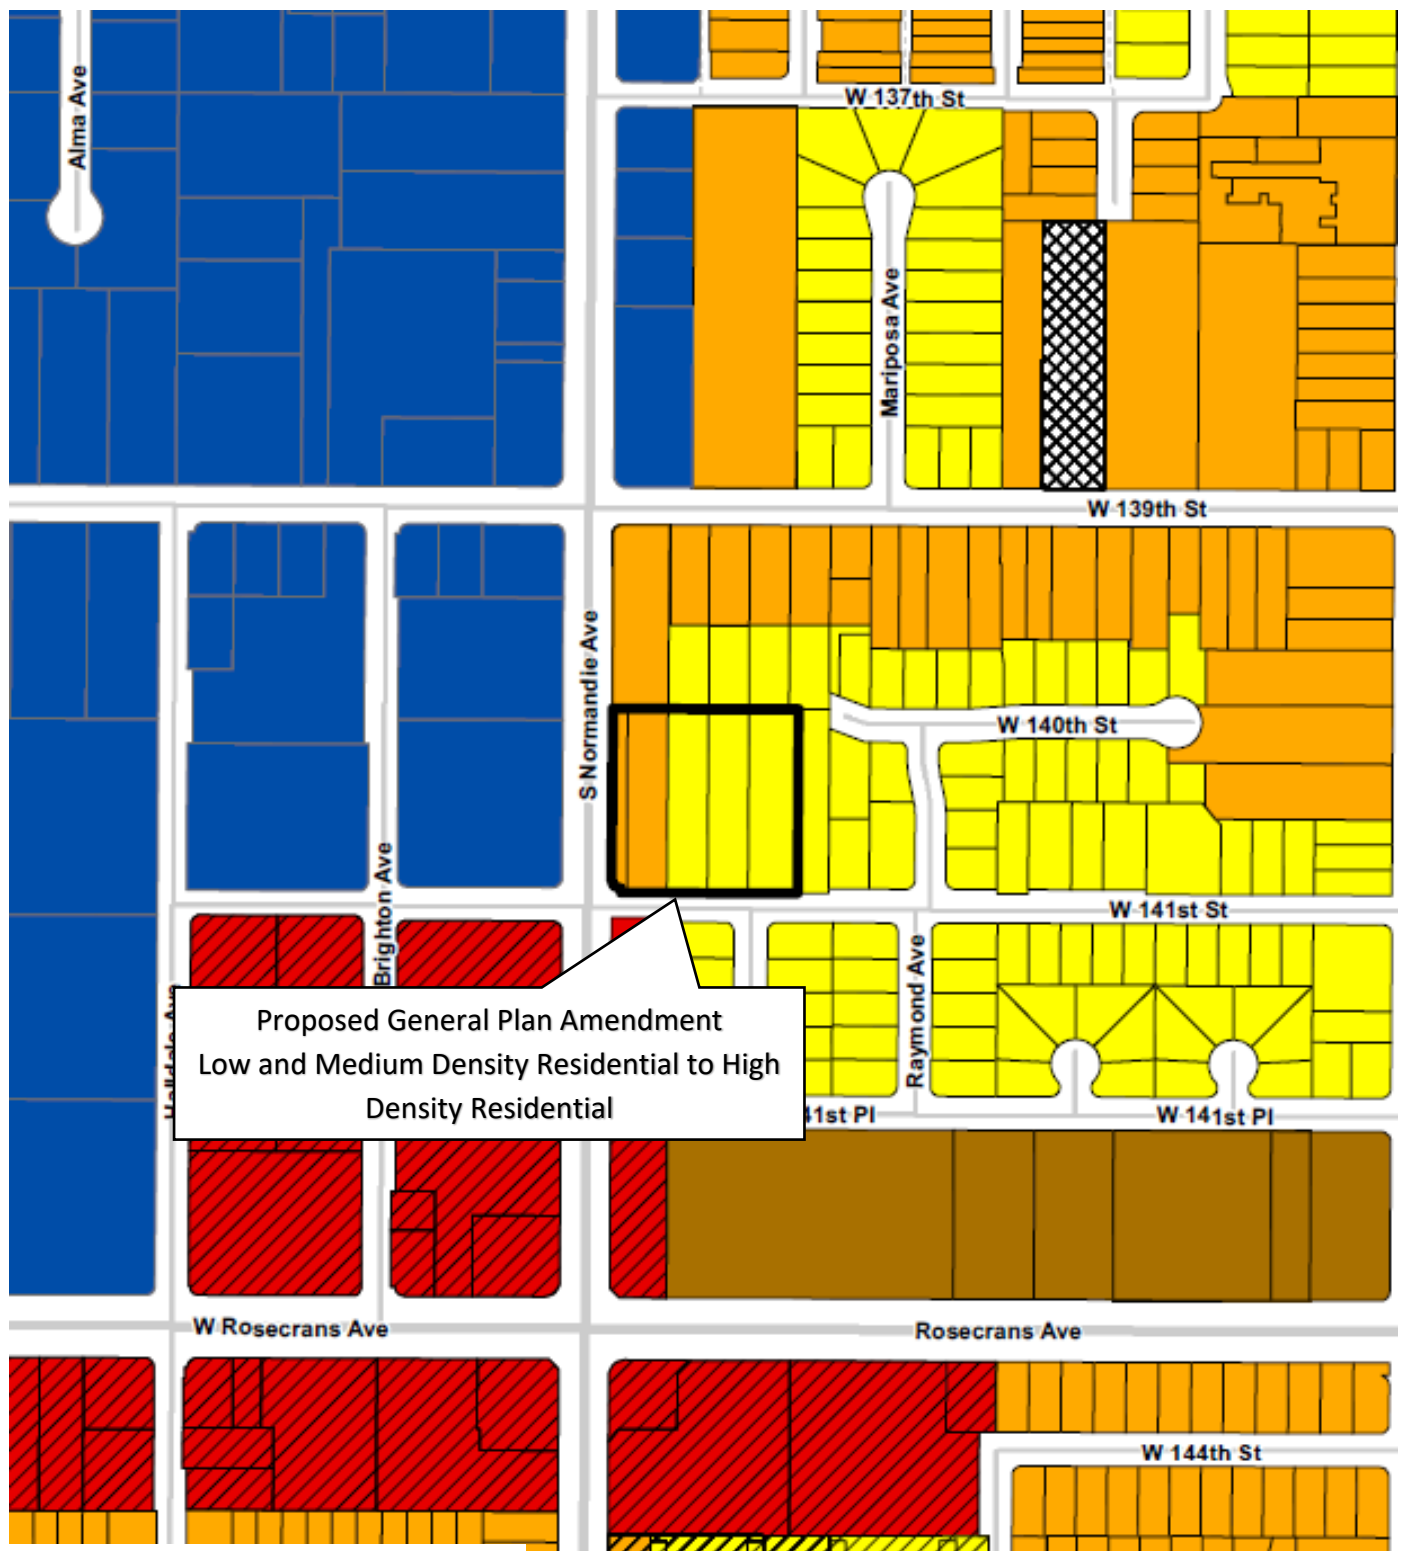 Alma Ave
W 137th St
Mariposa Ave
W 139th St
S Normandie Ave
W 140th St
Brighton Ave
W 141st St
Raymond Ave
Proposed General Plan Amendment
Low and Medium Density Residential to High
Density Residential
41st Pl
W 141st Pl
W Rosecrans Ave
Rosecrans Ave
W 144th St